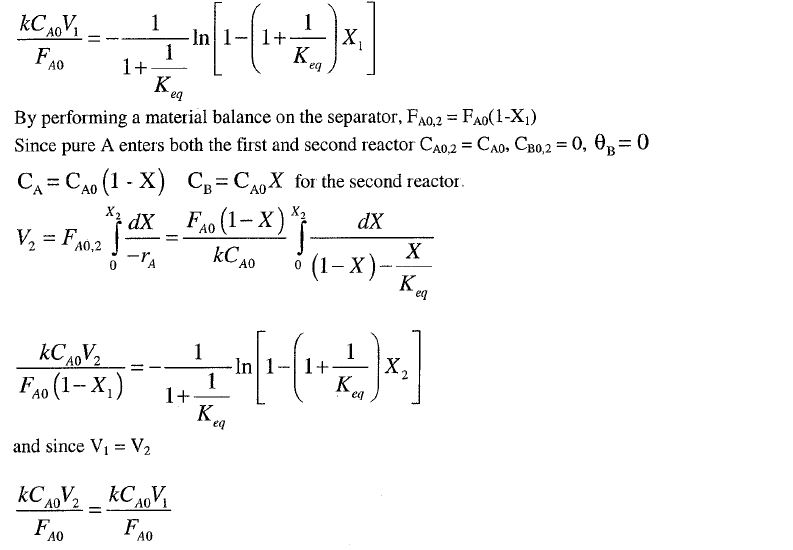 $\frac{kC_{A0}V_1}{F_{A0}} = -\frac{1}{1+\frac{1}{K_{eq}}}\ln\left[1-\left(1+\frac{1}{K_{eq}}\right)X_1\right]$
By performing a material balance on the separator, F_{A0,2} = F_{A0}(1-X_1)
Since pure A enters both the first and second reactor C_{A0,2} = C_{A0}, C_{B0,2} = 0, θ_B = 0
C_A = C_{A0} (1 - X) C_B = C_{A0}X for the second reactor.
$V_2 = F_{A0,2}\int_0^{X_2}\frac{dX}{-r_A} = \frac{F_{A0}(1-X)}{kC_{A0}}\int_0^{X_2}\frac{dX}{(1-X)-\frac{X}{K_{eq}}}$
$\frac{kC_{A0}V_2}{F_{A0}(1-X_1)} = -\frac{1}{1+\frac{1}{K_{eq}}}\ln\left[1-\left(1+\frac{1}{K_{eq}}\right)X_2\right]$
and since V_1 = V_2
$\frac{kC_{A0}V_2}{F_{A0}} = \frac{kC_{A0}V_1}{F_{A0}}$